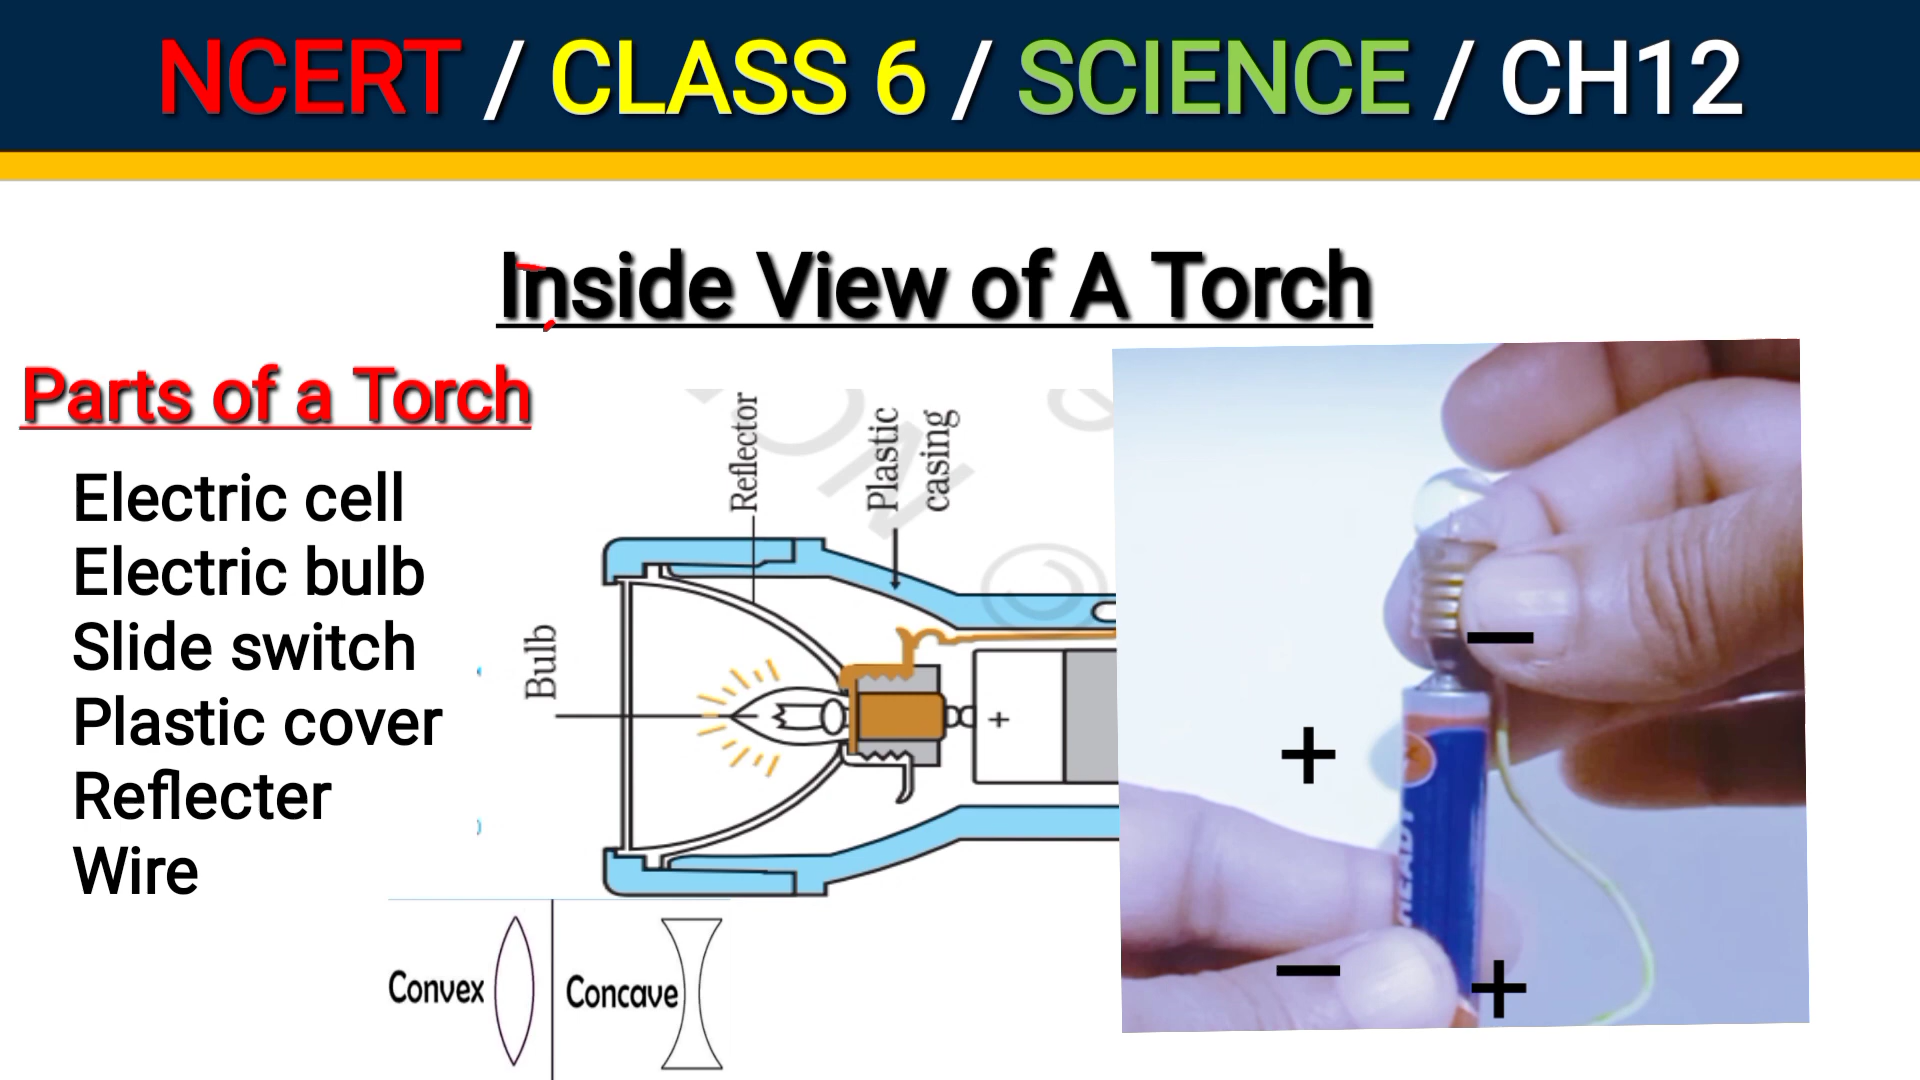 NCERT / CLASS 6 / SCIENCE / CH12
Inside View of A Torch
Parts of a Torch
Electric cell
Electric bulb
Slide switch
Plastic cover
Reflecter
Wire
Reflector
Plastic
casing
Bulb
+
−
+
−
+
Convex
Concave